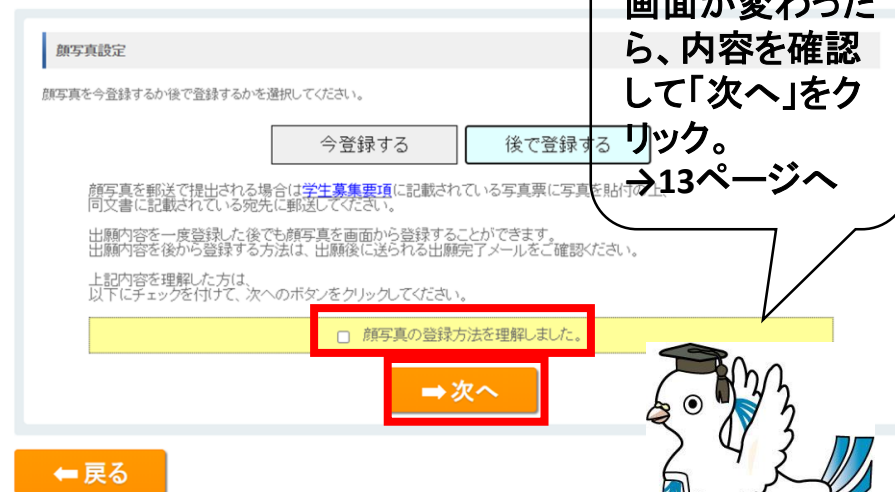 顔写真設定
顔写真を今登録するか後で登録するかを選択してください。
今登録する
後で登録する
顔写真を郵送で提出される場合は学生募集要項に記載されている写真票に写真を貼付の上、
同文書に記載されている宛先に郵送してください。
出願内容を一度登録した後でも顔写真を画面から登録することができます。
出願内容を後から登録する方法は、出願後に送られる出願完了メールをご確認ください。
上記内容を理解した方は、
以下にチェックを付けて、次へのボタンをクリックしてください。
顔写真の登録方法を理解しました。
➡次へ
⬅戻る
画面が変わった
ら、内容を確認
して「次へ」をク
リック。
→13ページへ